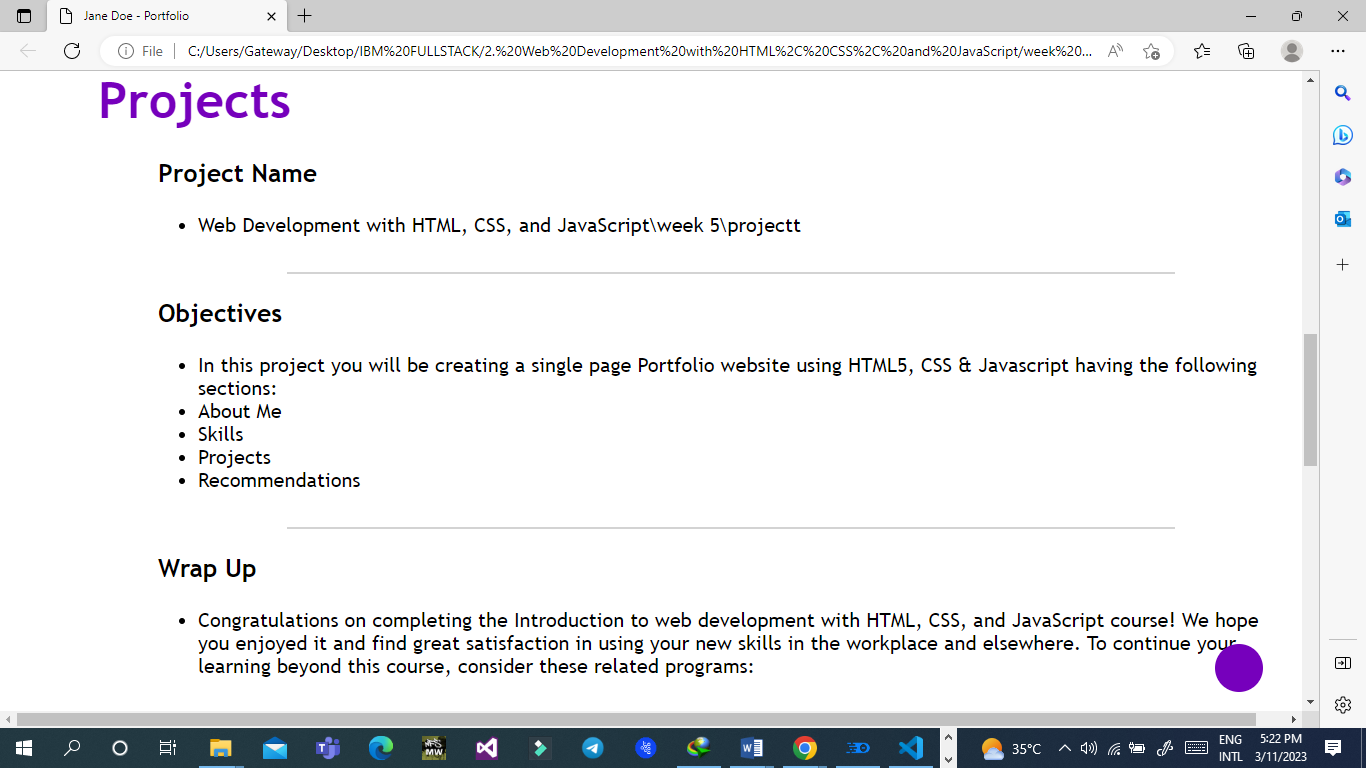 Jane Doe - Portfolio
File
C:/Users/Gateway/Desktop/IBM%20FULLSTACK/2.%20Web%20Development%20with%20HTML%2C%20CSS%2C%20and%20JavaScript/week%20...
Projects
Project Name
• Web Development with HTML, CSS, and JavaScript\week 5\projectt
Objectives
• In this project you will be creating a single page Portfolio website using HTML5, CSS & Javascript having the following
sections:
• About Me
• Skills
• Projects
• Recommendations
Wrap Up
• Congratulations on completing the Introduction to web development with HTML, CSS, and JavaScript course! We hope
you enjoyed it and find great satisfaction in using your new skills in the workplace and elsewhere. To continue your
learning beyond this course, consider these related programs:
35°C
ENG
INTL
5:22 PM
3/11/2023